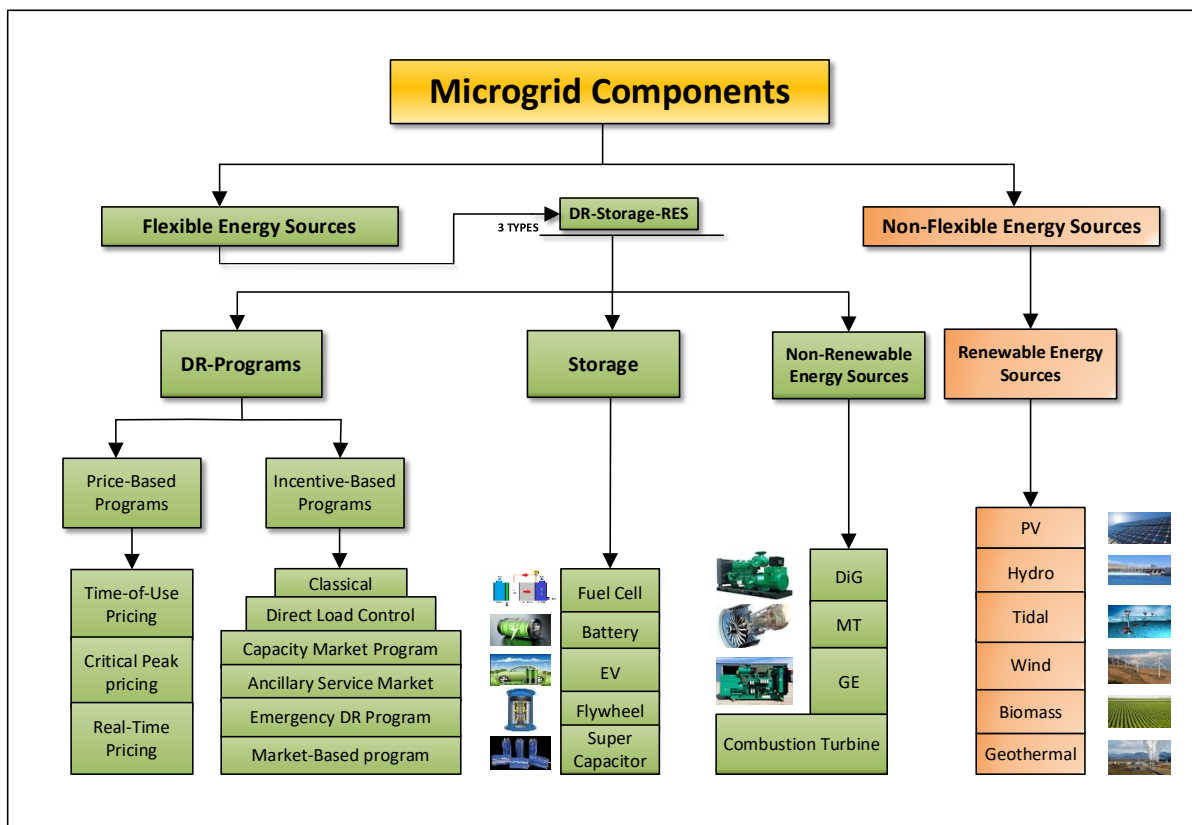 Microgrid Components
Flexible Energy Sources
3 TYPES
DR-Storage-RES
Non-Flexible Energy Sources
DR-Programs
Storage
Non-Renewable
Energy Sources
Renewable Energy
Sources
Price-Based
Programs
Incentive-Based
Programs
Time-of-Use
Pricing
Critical Peak
pricing
Real-Time
Pricing
Classical
Direct Load Control
Capacity Market Program
Ancillary Service Market
Emergency DR Program
Market-Based program
Fuel Cell
Battery
EV
Flywheel
Super
Capacitor
DiG
MT
GE
Combustion Turbine
PV
Hydro
Tidal
Wind
Biomass
Geothermal